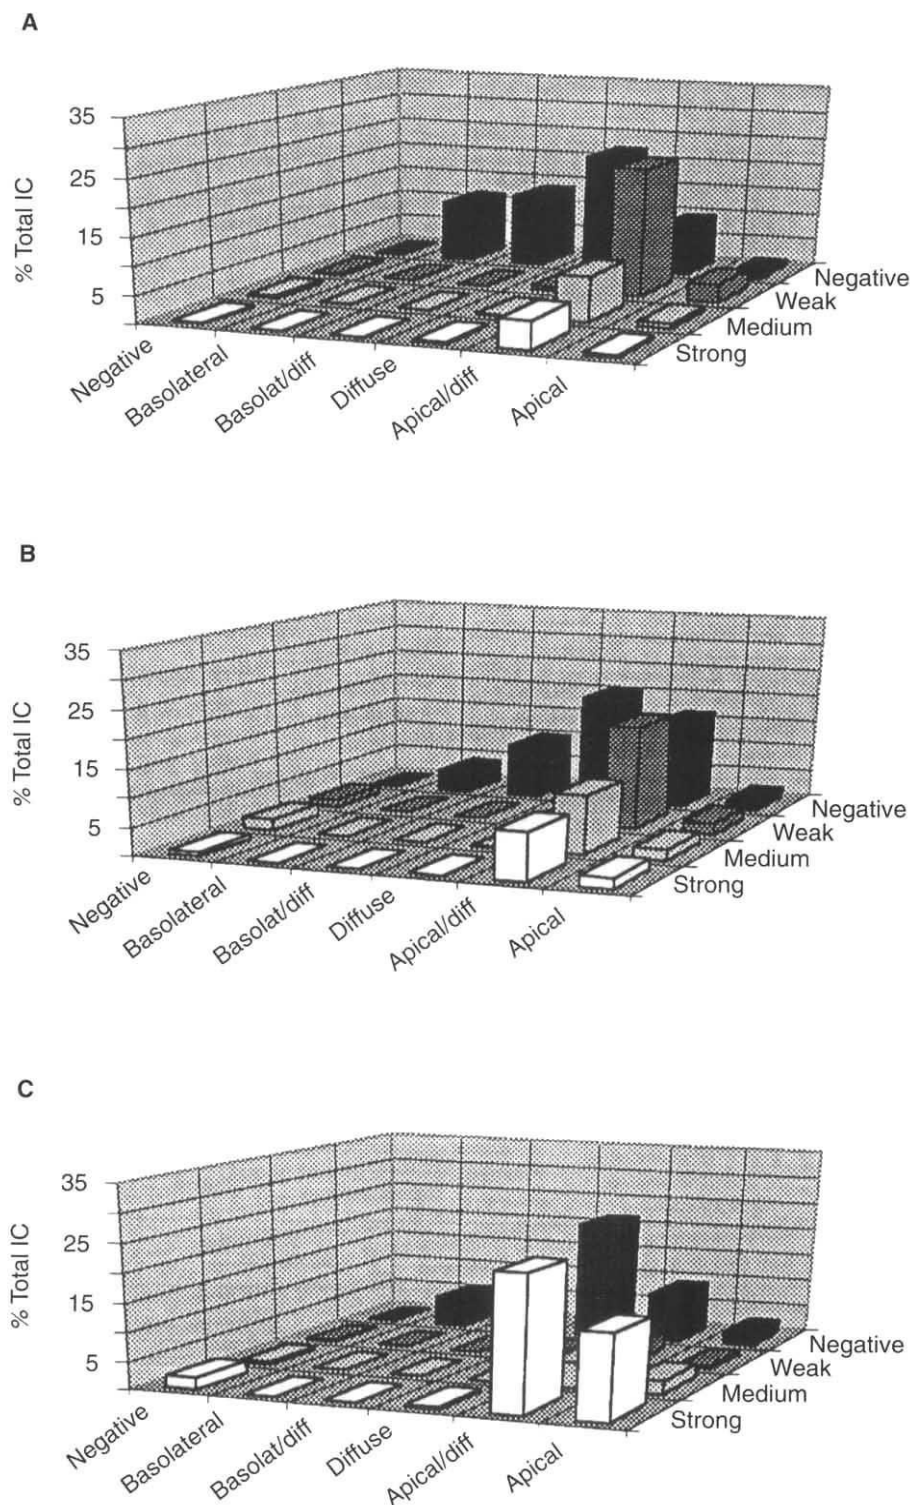 A
35
25
15
5
% Total IC
Negative
Basolateral
Basolat/diff
Diffuse
Apical/diff
Apical
Negative
Weak
Medium
Strong
B
35
25
15
5
% Total IC
Negative
Basolateral
Basolat/diff
Diffuse
Apical/diff
Apical
Negative
Weak
Medium
Strong
C
35
25
15
5
% Total IC
Negative
Basolateral
Basolat/diff
Diffuse
Apical/diff
Apical
Negative
Weak
Medium
Strong